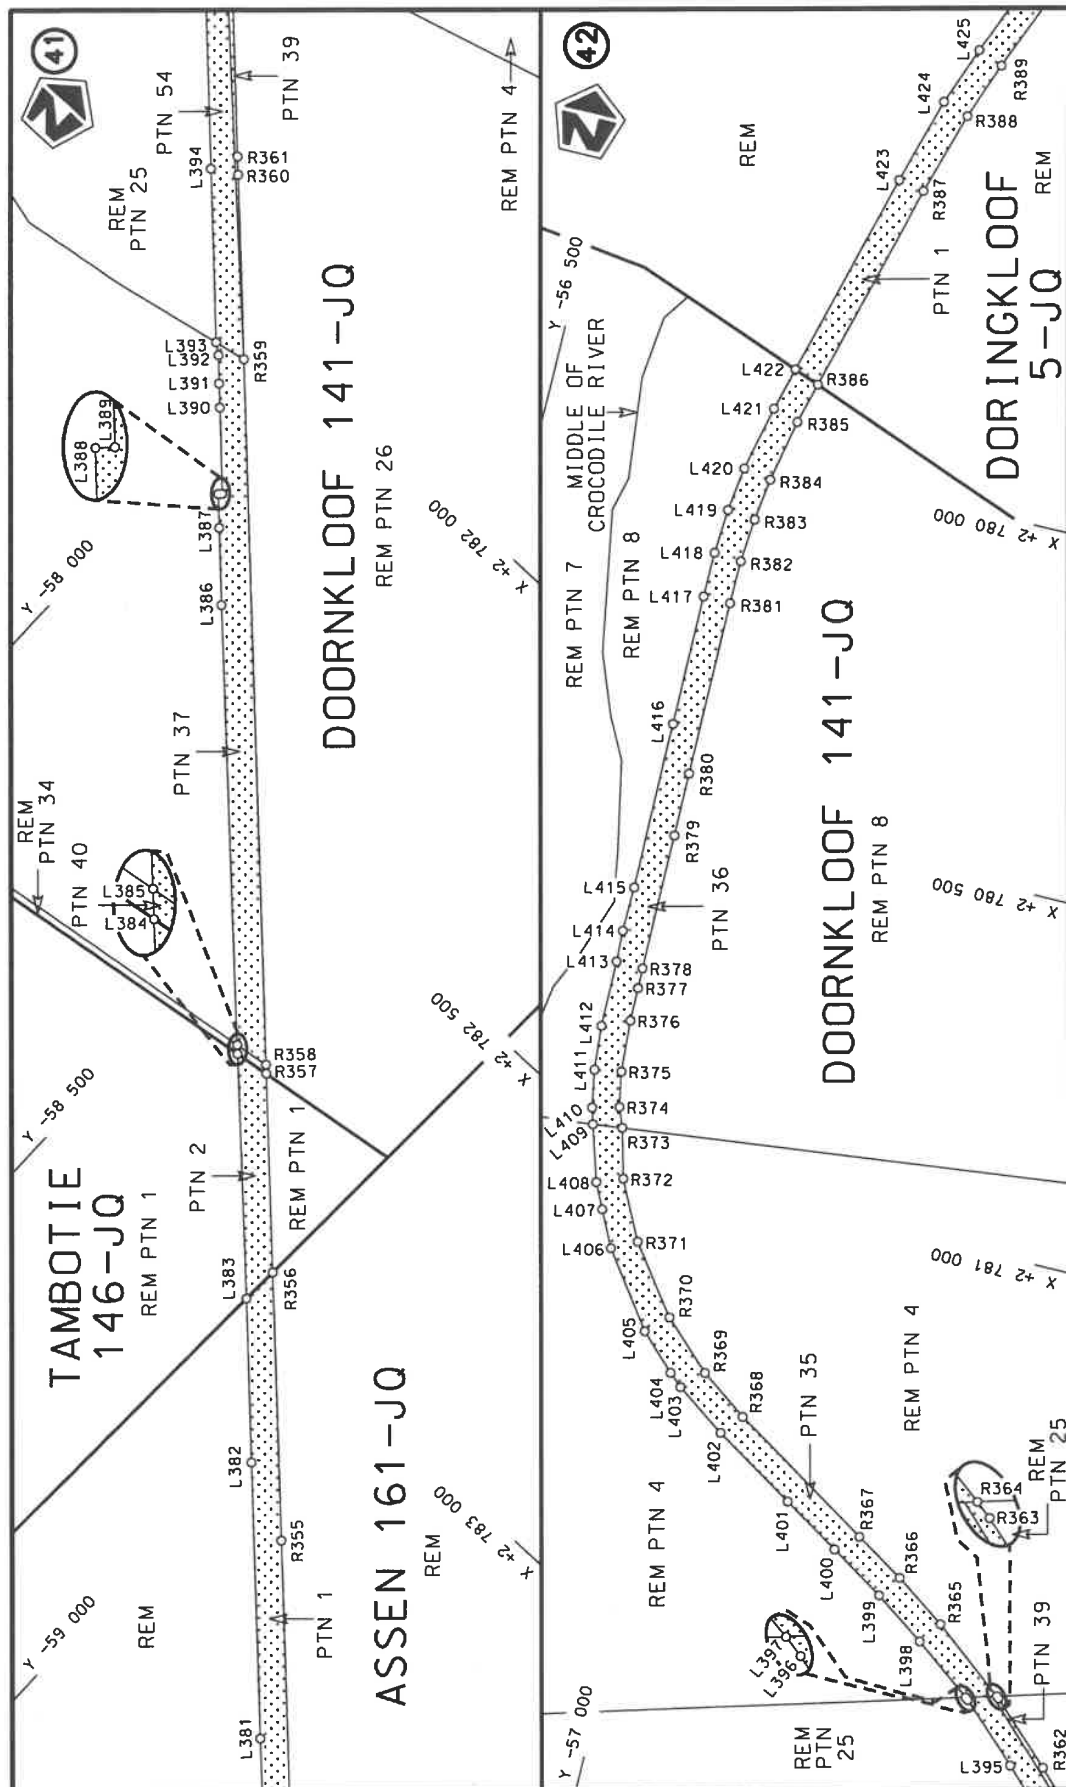 41
N
PTN 39
PTN 54
L394
REM
PTN 25
R361
R360
REM PTN 4
L393
L392
R359
L391
L390
L388
L389
L387
L386
Y -58 000
DOORNKLOOF 141-JQ
REM PTN 26
X +2 782 000
PTN 37
REM
PTN 34
PTN 40
L385
L384
R358
R357
X +2 782 500
Y -58 500
TAMBOTIE
146-JQ
REM PTN 1
PTN 2
REM PTN 1
L383
R356
L382
R355
ASSEN 161-JQ
REM
X +2 783 000
Y -59 000
REM
PTN 1
L381
42
N
L425
R389
L424
R388
REM
L423
R387
PTN 1
DORINGKLOOF
5-JQ
REM
Y -56 500
MIDDLE OF
CROCODILE RIVER
L422
R386
L421
R385
L420
R384
L419
R383
L418
R382
L417
R381
X +2 780 000
REM PTN 7
REM PTN 8
L416
R380
R379
DOORNKLOOF 141-JQ
REM PTN 8
L415
PTN 36
X +2 780 500
L414
L413
R378
R377
L412
R376
L411
R375
L410
R374
L409
R373
L408
R372
L407
L406
R371
X +2 781 000
R370
L405
R369
L404
L403
R368
L402
PTN 35
REM PTN 4
REM PTN 4
L401
R367
L400
R366
L399
R365
L398
R364
R363
REM
PTN 25
L397
L396
PTN 39
Y -57 000
REM
PTN
25
L395
R362